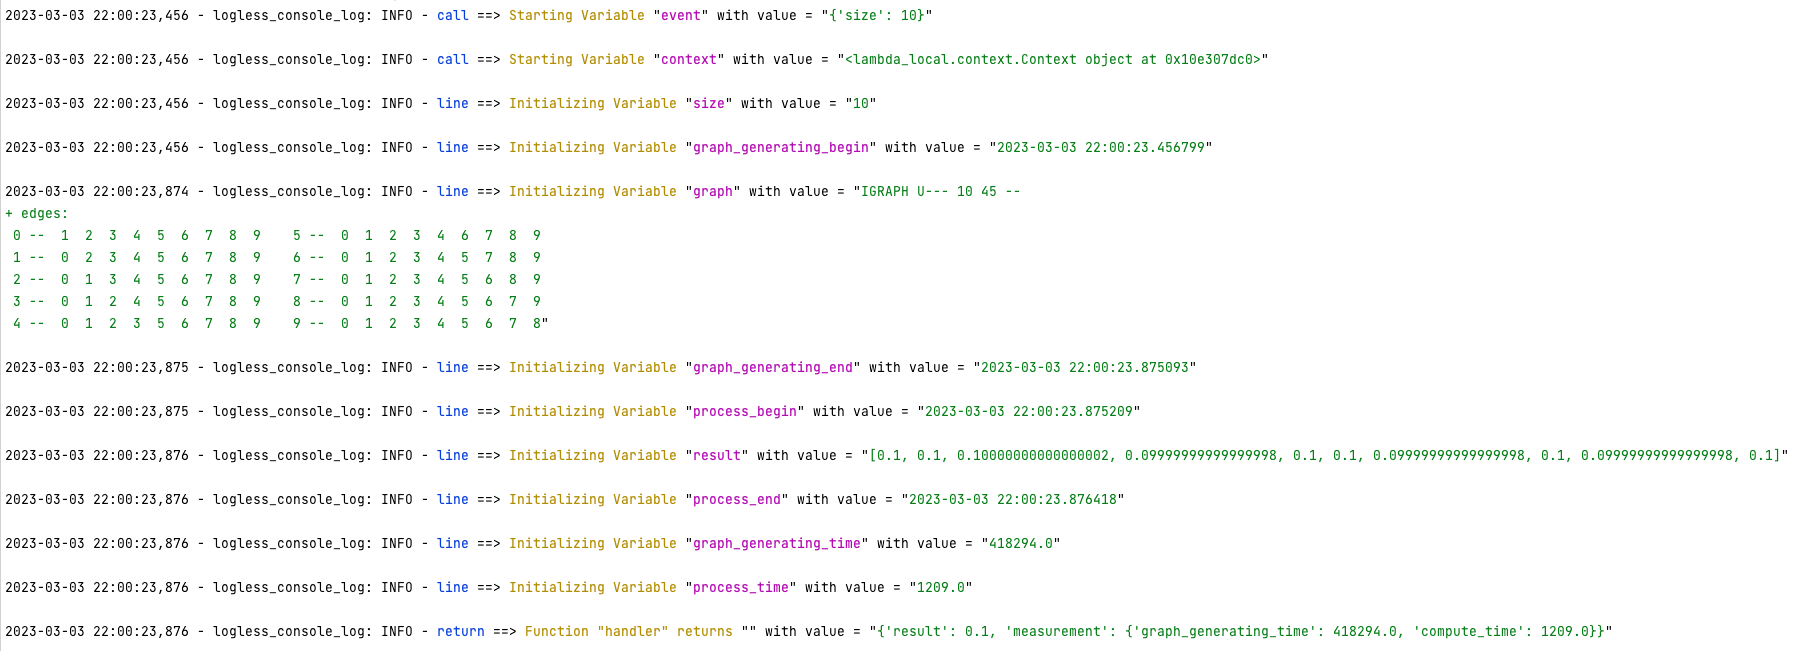 2023-03-03 22:00:23,456 - logless_console_log: INFO - call ==> Starting Variable "event" with value = "{'size': 10}"
2023-03-03 22:00:23,456 - logless_console_log: INFO - call ==> Starting Variable "context" with value = "<lambda_local.context.Context object at 0x10e307dc0>"
2023-03-03 22:00:23,456 - logless_console_log: INFO - line ==> Initializing Variable "size" with value = "10"
2023-03-03 22:00:23,456 - logless_console_log: INFO - line ==> Initializing Variable "graph_generating_begin" with value = "2023-03-03 22:00:23.456799"
2023-03-03 22:00:23,874 - logless_console_log: INFO - line ==> Initializing Variable "graph" with value = "IGRAPH U--- 10 45 --
+ edges:
 0 --  1  2  3  4  5  6  7  8  9    5 --  0  1  2  3  4  6  7  8  9
 1 --  0  2  3  4  5  6  7  8  9    6 --  0  1  2  3  4  5  7  8  9
 2 --  0  1  3  4  5  6  7  8  9    7 --  0  1  2  3  4  5  6  8  9
 3 --  0  1  2  4  5  6  7  8  9    8 --  0  1  2  3  4  5  6  7  9
 4 --  0  1  2  3  5  6  7  8  9    9 --  0  1  2  3  4  5  6  7  8"
2023-03-03 22:00:23,875 - logless_console_log: INFO - line ==> Initializing Variable "graph_generating_end" with value = "2023-03-03 22:00:23.875093"
2023-03-03 22:00:23,875 - logless_console_log: INFO - line ==> Initializing Variable "process_begin" with value = "2023-03-03 22:00:23.875209"
2023-03-03 22:00:23,876 - logless_console_log: INFO - line ==> Initializing Variable "result" with value = "[0.1, 0.1, 0.10000000000000002, 0.09999999999999998, 0.1, 0.1, 0.09999999999999998, 0.1, 0.09999999999999998, 0.1]"
2023-03-03 22:00:23,876 - logless_console_log: INFO - line ==> Initializing Variable "process_end" with value = "2023-03-03 22:00:23.876418"
2023-03-03 22:00:23,876 - logless_console_log: INFO - line ==> Initializing Variable "graph_generating_time" with value = "418294.0"
2023-03-03 22:00:23,876 - logless_console_log: INFO - line ==> Initializing Variable "process_time" with value = "1209.0"
2023-03-03 22:00:23,876 - logless_console_log: INFO - return ==> Function "handler" returns "" with value = "{'result': 0.1, 'measurement': {'graph_generating_time': 418294.0, 'compute_time': 1209.0}}"